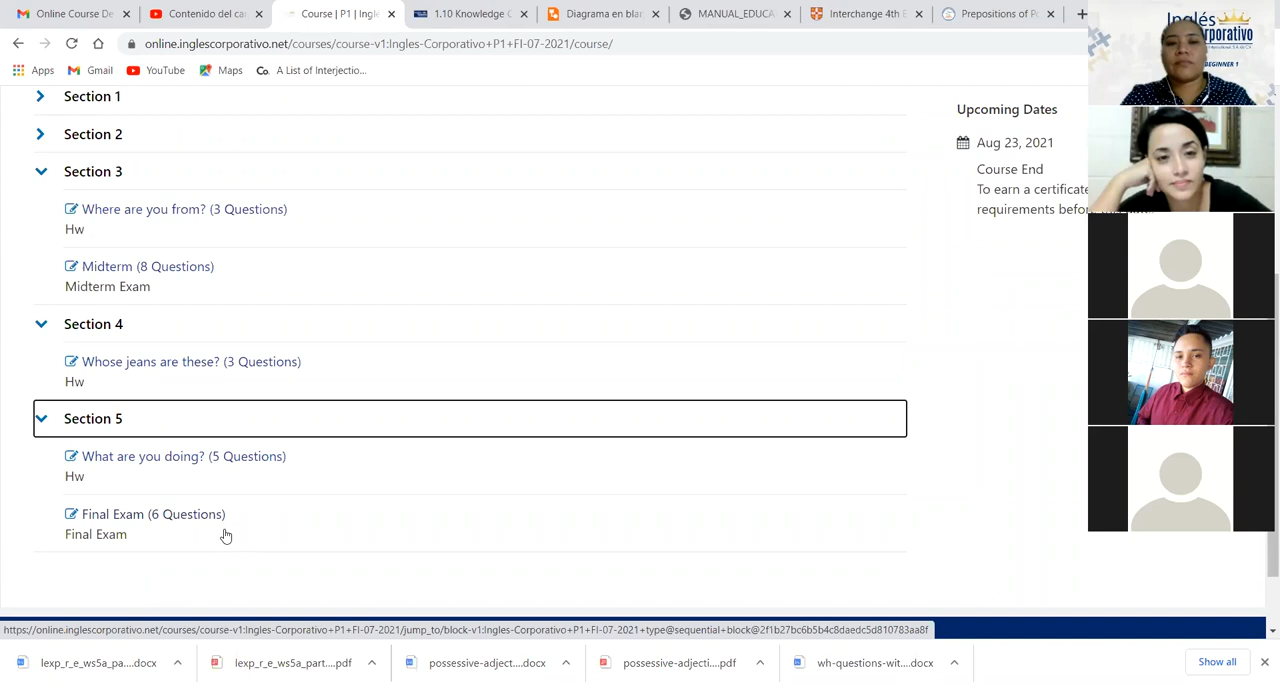 Online Course De
Contenido del ca
Course | P1 | Ingl
1.10 Knowledge C
Diagrama en blar
MANUAL_EDUCA
Interchange 4th E
Prepositions of P
online.inglescorporativo.net/courses/course-v1:Ingles-Corporativo+P1+FI-07-2021/course/
Apps
Gmail
YouTube
Maps
Co. A List of Interjectio...
Section 1
Section 2
Section 3
Where are you from? (3 Questions)
Hw
Midterm (8 Questions)
Midterm Exam
Section 4
Whose jeans are these? (3 Questions)
Hw
Section 5
What are you doing? (5 Questions)
Hw
Final Exam (6 Questions)
Final Exam
Upcoming Dates
Aug 23, 2021
Course End
To earn a certificate
requirements befor
Inglés
rporativo
BEGINNER 1
https://online.inglescorporativo.net/courses/course-v1:Ingles-Corporativo+P1+FI-07-2021/jump_to/block-v1:Ingles-Corporativo+P1+FI-07-2021+type@sequential+block@2f1b27bc6b5b4c8daedc5d810783aa8f
lexp_r_e_ws5a_pa....docx
lexp_r_e_ws5a_part....pdf
possessive-adject....docx
possessive-adjecti....pdf
wh-questions-wit....docx
Show all